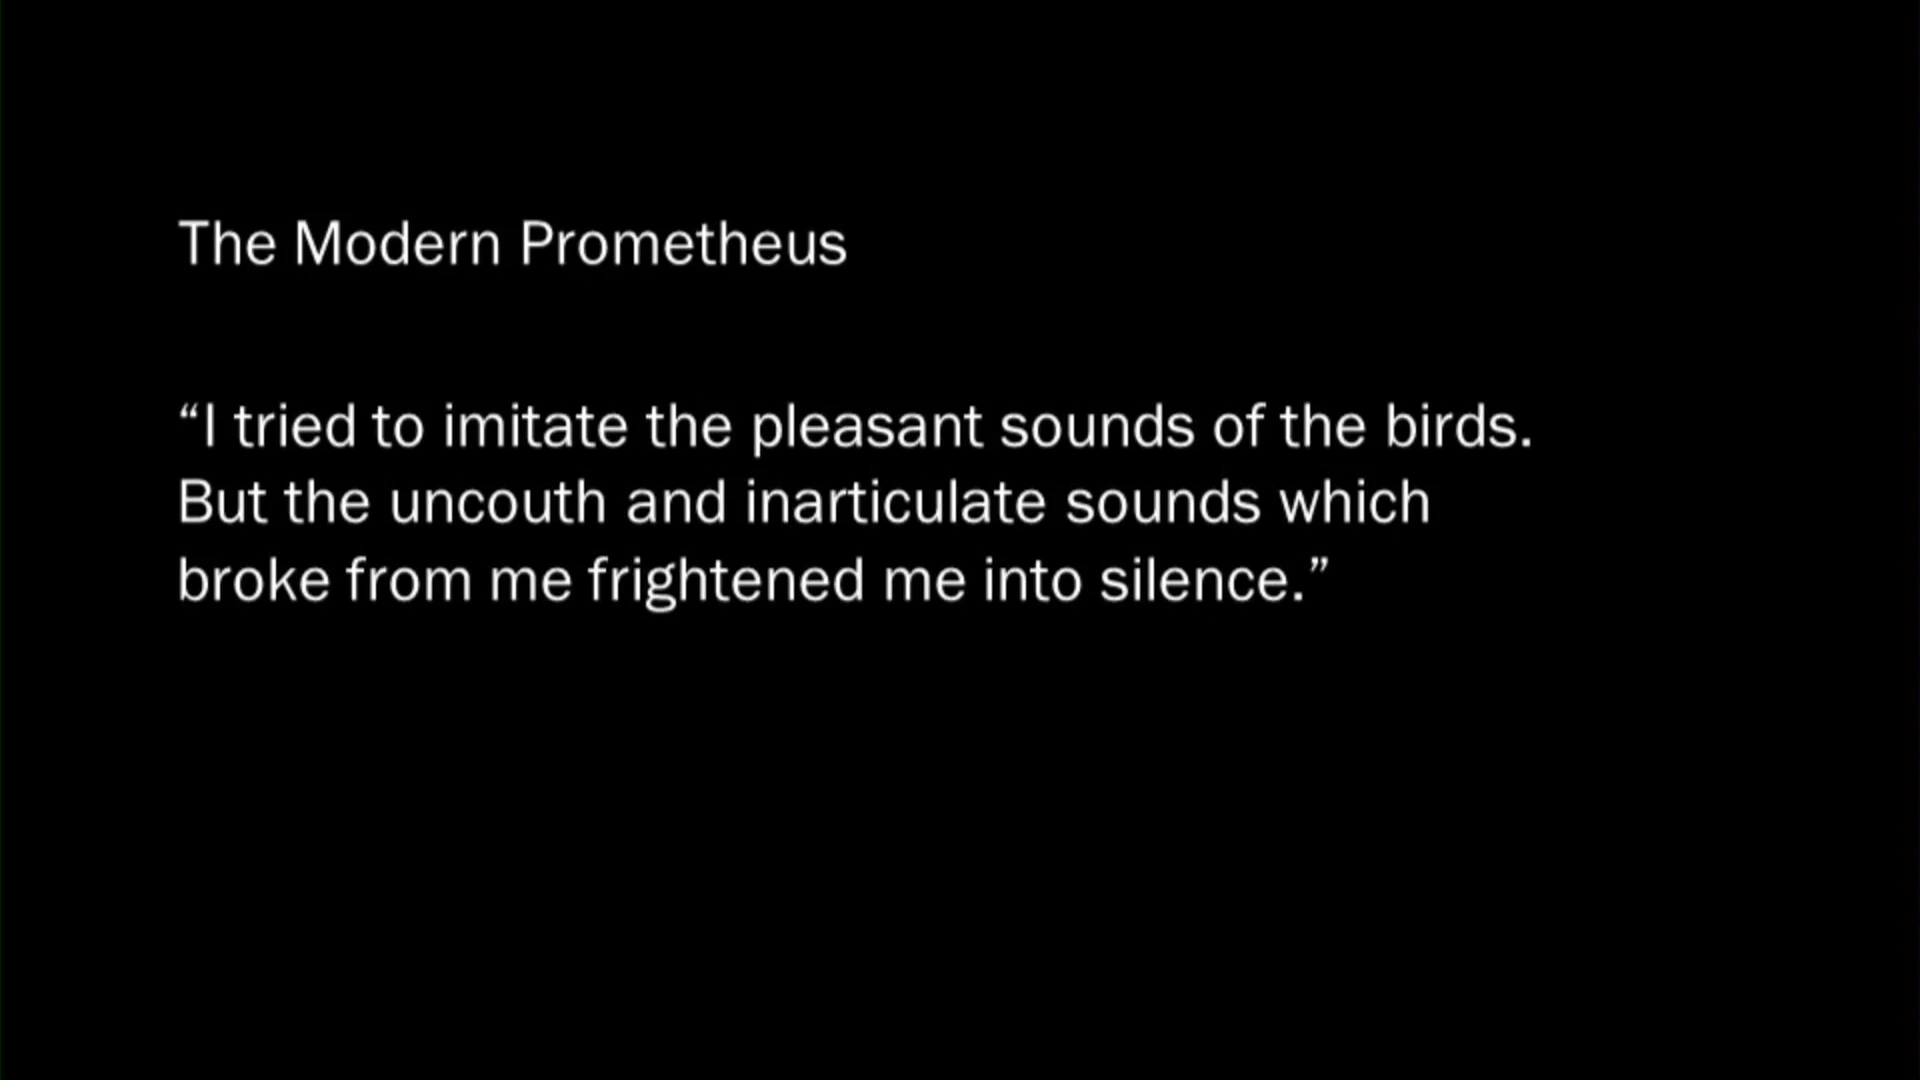 The Modern Prometheus
“I tried to imitate the pleasant sounds of the birds.
But the uncouth and inarticulate sounds which
broke from me frightened me into silence.”